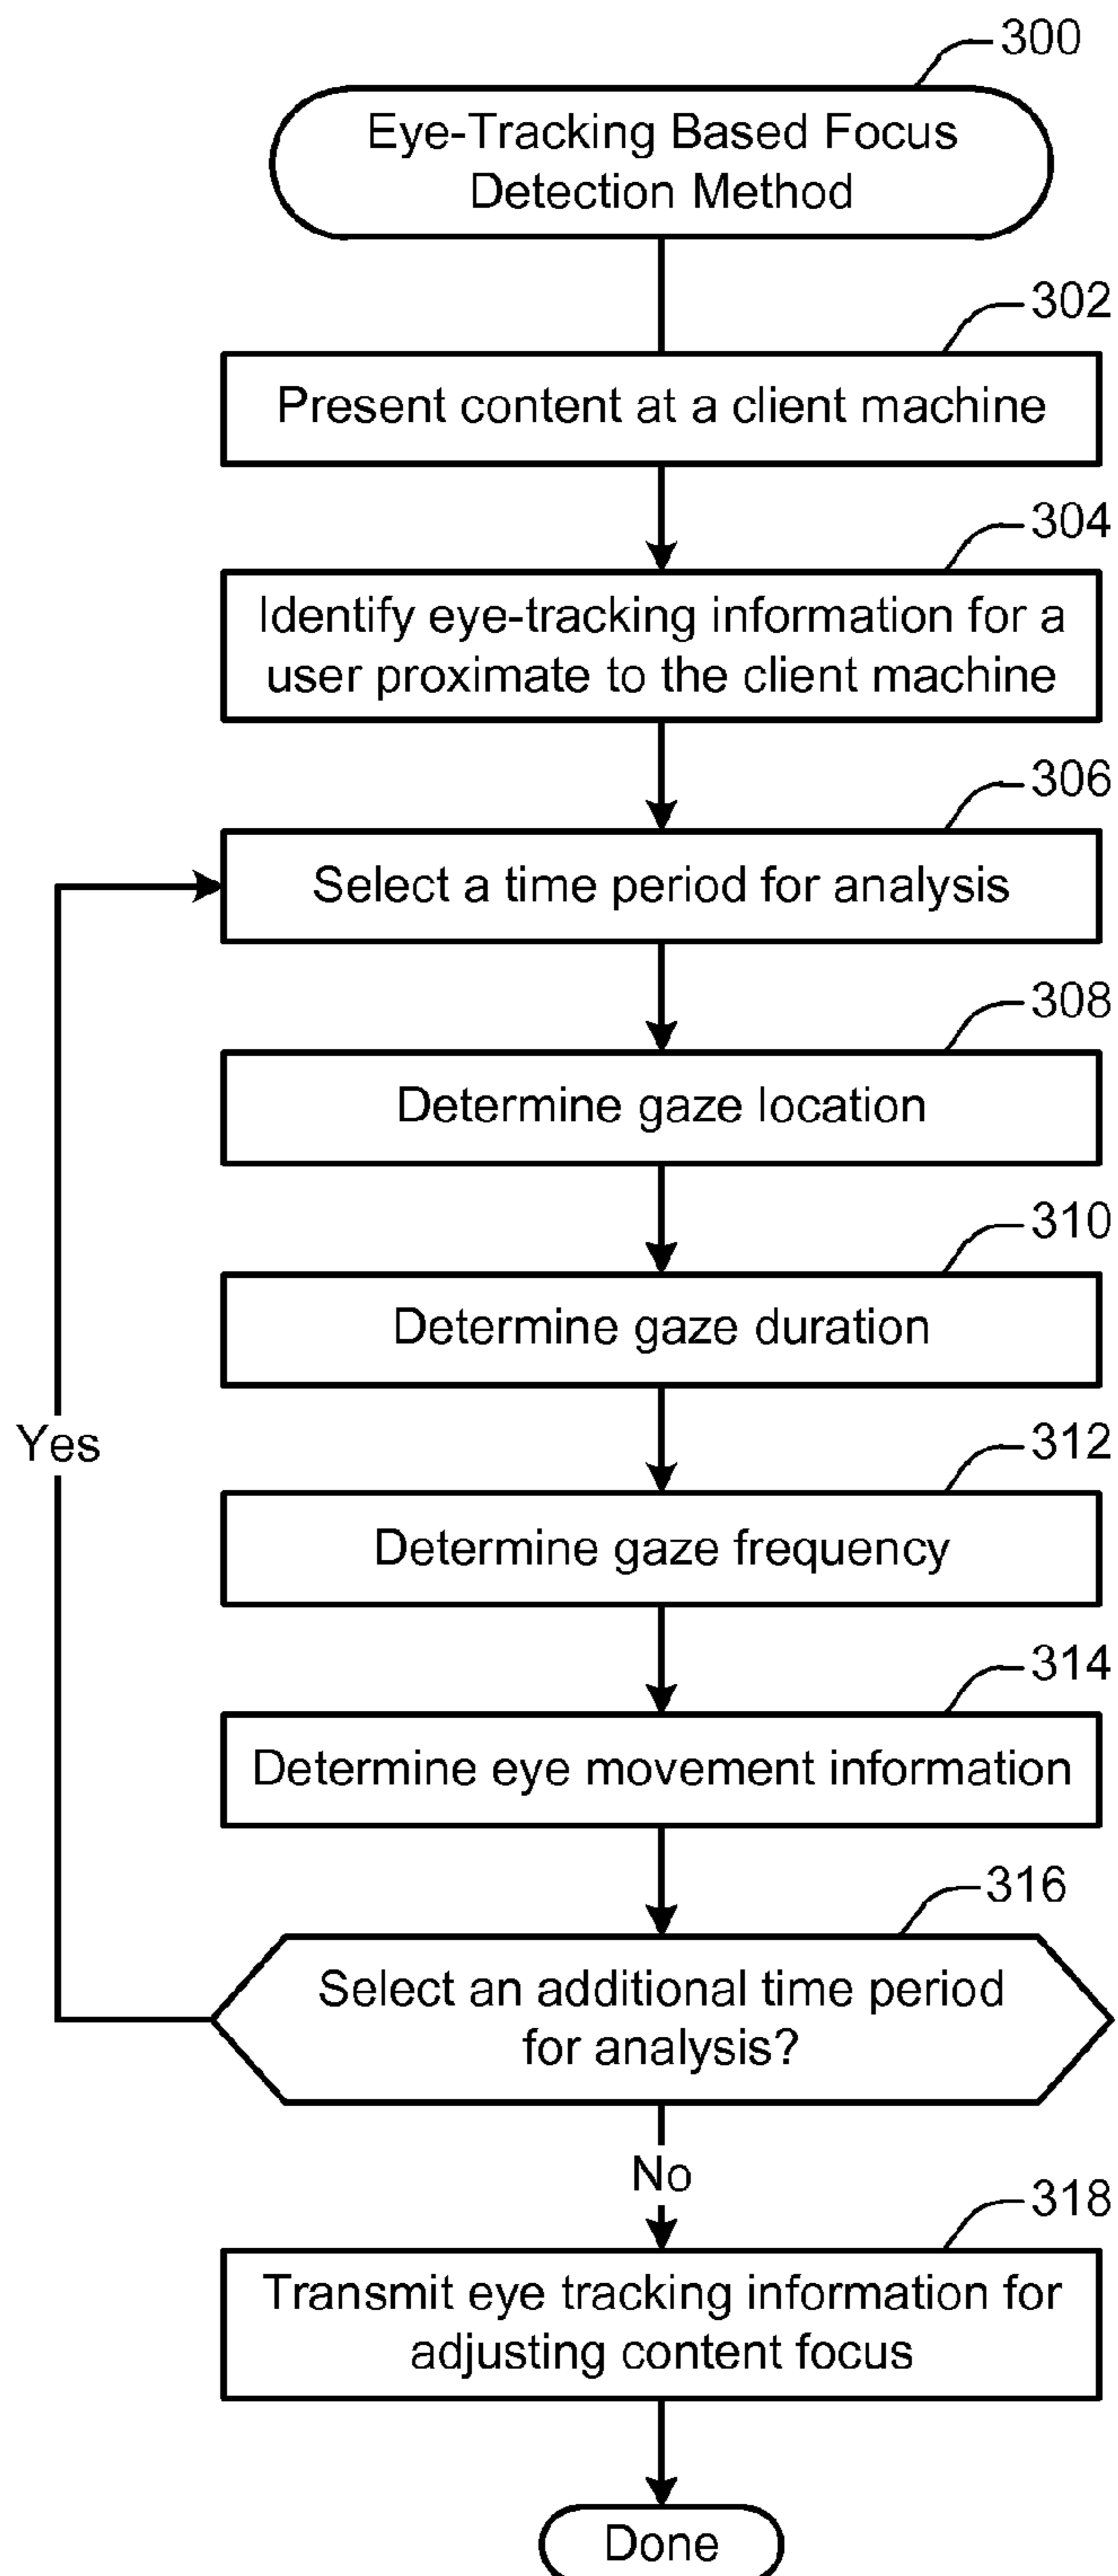 300
Eye-Tracking Based Focus
Detection Method
302
Present content at a client machine
304
Identify eye-tracking information for a
user proximate to the client machine
306
Select a time period for analysis
308
Determine gaze location
310
Determine gaze duration
Yes
312
Determine gaze frequency
314
Determine eye movement information
316
Select an additional time period
for analysis?
No
318
Transmit eye tracking information for
adjusting content focus
Done